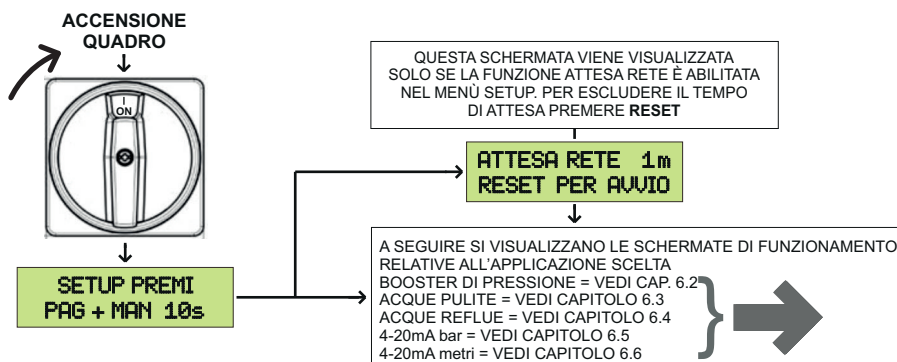 ACCENSIONE
QUADRO
I
ON
SETUP PREMI
PAG + MAN 10s
QUESTA SCHERMATA VIENE VISUALIZZATA
SOLO SE LA FUNZIONE ATTESA RETE È ABILITATA
NEL MENÙ SETUP. PER ESCLUDERE IL TEMPO
DI ATTESA PREMERE RESET
ATTESA RETE 1m
RESET PER AVVIO
A SEGUIRE SI VISUALIZZANO LE SCHERMATE DI FUNZIONAMENTO
RELATIVE ALL'APPLICAZIONE SCELTA
BOOSTER DI PRESSIONE = VEDI CAP. 6.2
ACQUE PULITE = VEDI CAPITOLO 6.3
ACQUE REFLUE = VEDI CAPITOLO 6.4
4-20mA bar = VEDI CAPITOLO 6.5
4-20mA metri = VEDI CAPITOLO 6.6